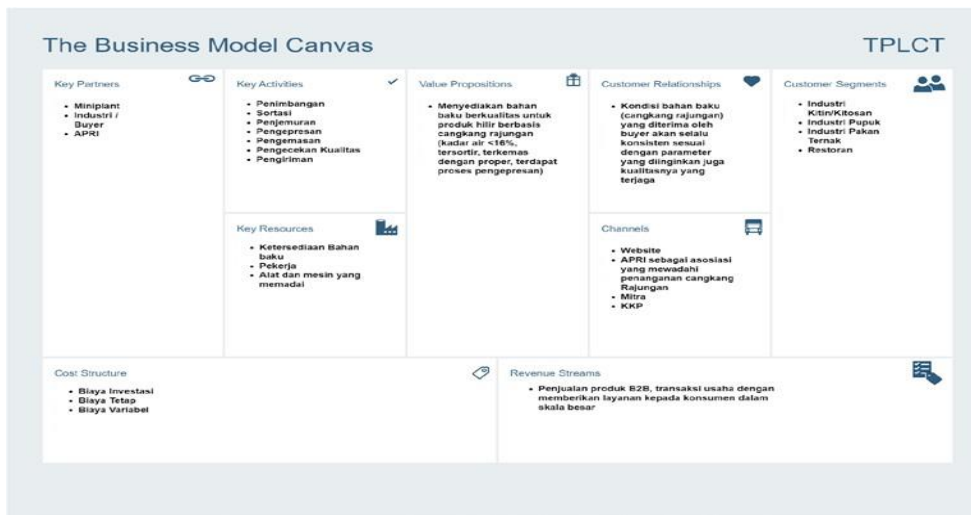 The Business Model Canvas
TPLCT
Key Partners
• Miniplant
• Industri /
Buyer
• APRI
Key Activities
• Penimbangan
• Sortasi
• Penjemuran
• Pengepresan
• Pengemasan
• Pengecekan Kualitas
• Pengiriman
Key Resources
• Ketersediaan Bahan
baku
• Pekerja
• Alat dan mesin yang
memadai
Value Propositions
• Menyediakan bahan
baku berkualitas untuk
produk hilir berbasis
cangkang rajungan
(kadar air <16%,
tersortir, terkemas
dengan proper, terdapat
proses pengepresan)
Customer Relationships
• Kondisi bahan baku
(cangkang rajungan)
yang diterima oleh
buyer akan selalu
konsisten sesuai
dengan parameter
yang diinginkan juga
kualitasnya yang
terjaga
Channels
• Website
• APRI sebagai asosiasi
yang mewadahi
penanganan cangkang
Rajungan
• Mitra
• KKP
Customer Segments
• Industri
Kitin/Kitosan
• Industri Pupuk
• Industri Pakan
Ternak
• Restoran
Cost Structure
• Biaya Investasi
• Biaya Tetap
• Biaya Variabel
Revenue Streams
• Penjualan produk B2B, transaksi usaha dengan
memberikan layanan kepada konsumen dalam
skala besar